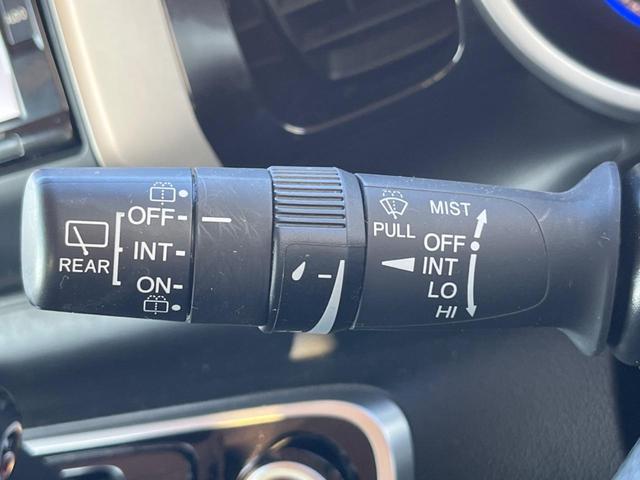 OFF
INT
ON
REAR
PULL
MIST
OFF
INT
LO
HI